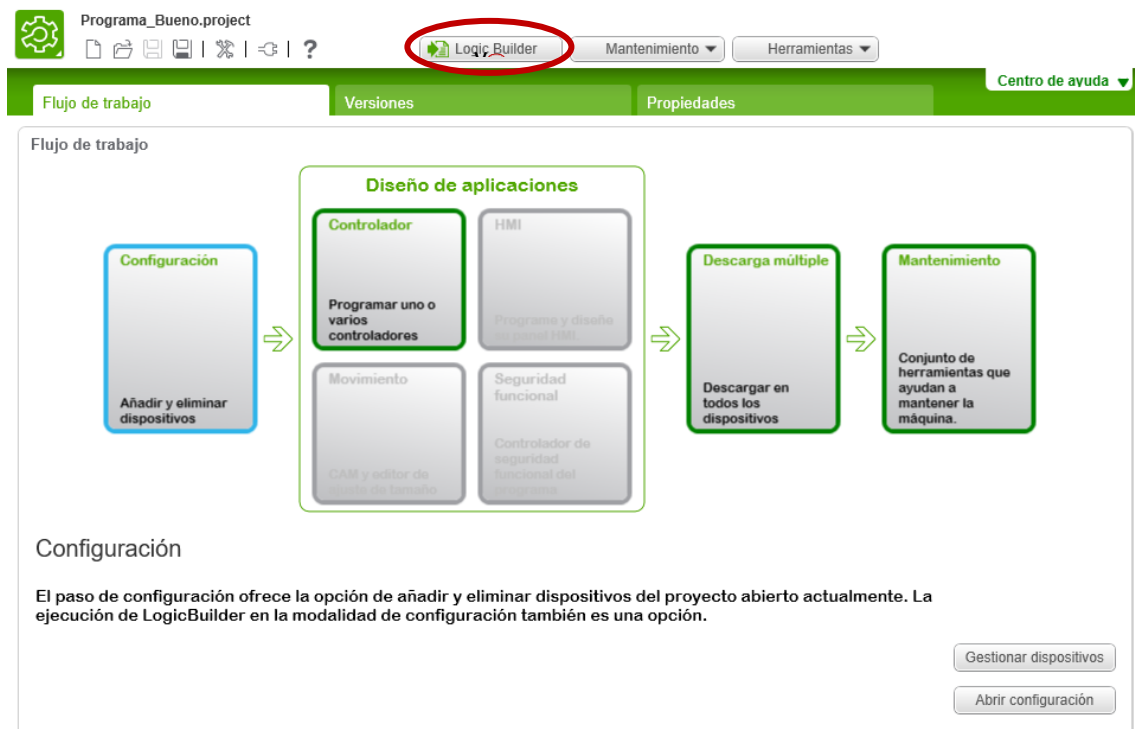 Programa_Bueno.project
Logic Builder
Mantenimiento
Herramientas
Centro de ayuda
Flujo de trabajo
Versiones
Propiedades
Flujo de trabajo
Diseño de aplicaciones
Configuración
Añadir y eliminar
dispositivos
Controlador
Programar uno o
varios
controladores
HMI
Programe y diseñe
un panel HMI.
Movimiento
CAM y editor de
ajuste de tamaño
Seguridad
funcional
Controlador de
seguridad
funcional del
programa
Descarga múltiple
Descargar en
todos los
dispositivos
Mantenimiento
Conjunto de
herramientas que
ayudan a
mantener la
máquina.
Configuración
El paso de configuración ofrece la opción de añadir y eliminar dispositivos del proyecto abierto actualmente. La
ejecución de LogicBuilder en la modalidad de configuración también es una opción.
Gestionar dispositivos
Abrir configuración